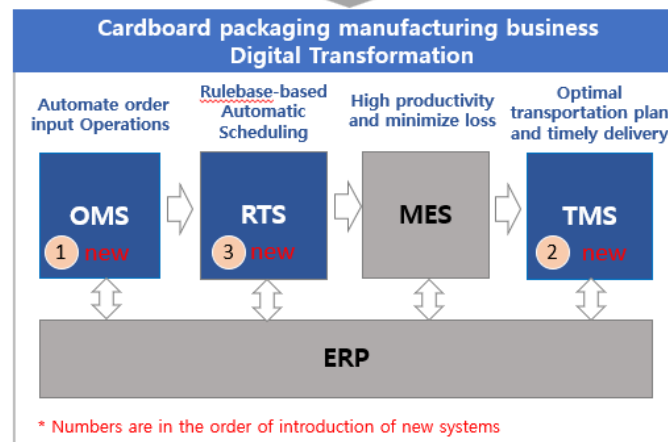 Cardboard packaging manufacturing business
Digital Transformation
Automate order
input Operations
Rulebase-based
Automatic
Scheduling
High productivity
and minimize loss
Optimal
transportation plan
and timely delivery
OMS
1 new
RTS
3 new
MES
TMS
2 new
ERP
* Numbers are in the order of introduction of new systems